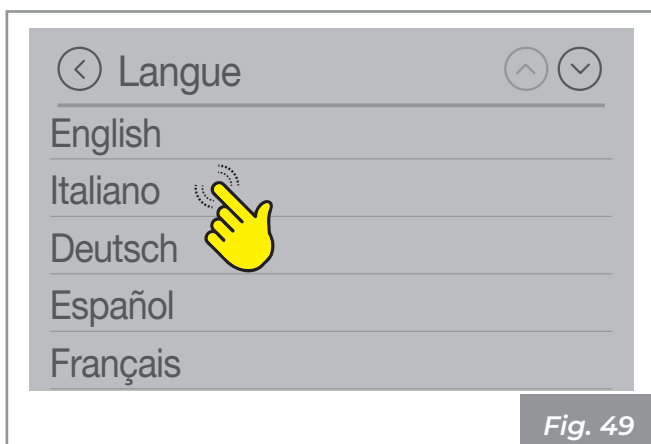 Langue
English
Italiano
Deutsch
Español
Français
Fig. 49